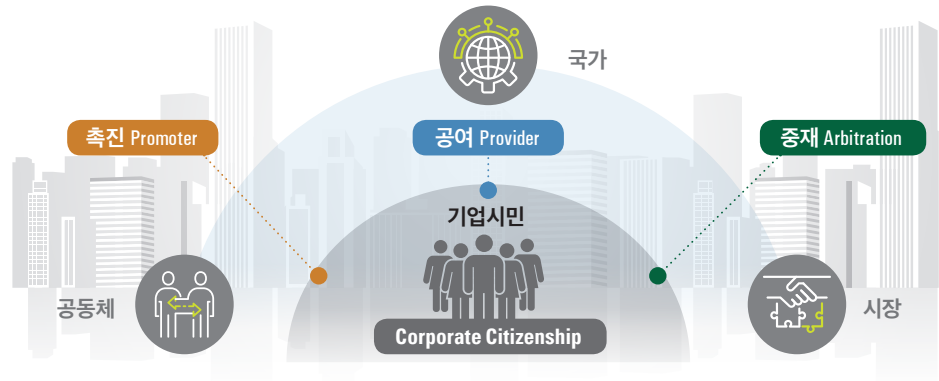 국가
촉진 Promoter
공여 Provider
중재 Arbitration
기업시민
공동체
시장
Corporate Citizenship